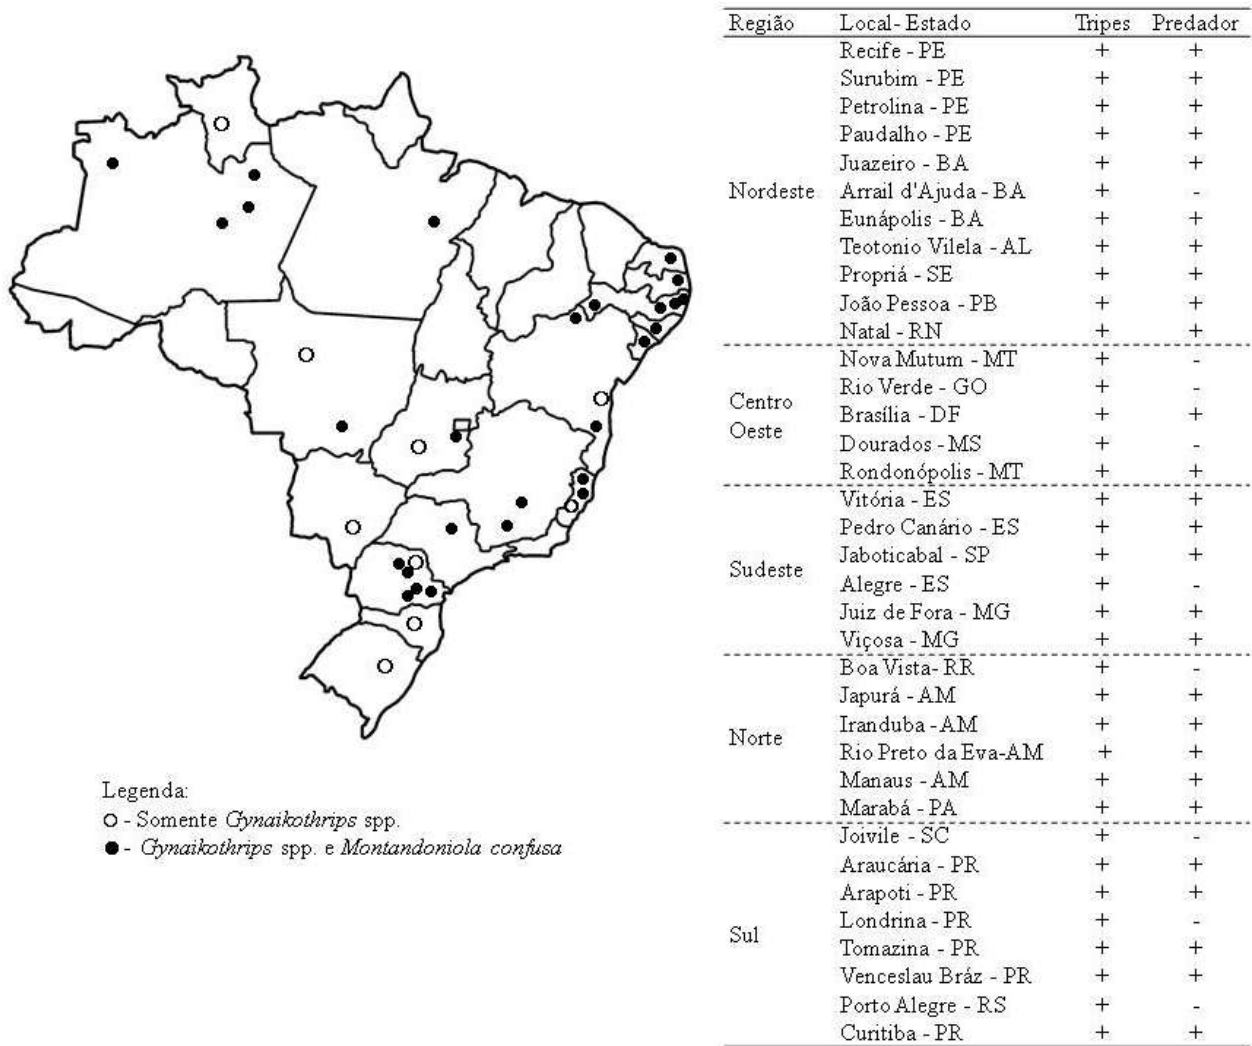 Região Local- Estado Tripes Predador
Recife - PE + +
Surubim - PE + +
Petrolina - PE + +
Paudalho - PE + +
Juazeiro - BA + +
Nordeste Arrail d'Ajuda - BA + -
Eunápolis - BA + +
Teotonio Vilela - AL + +
Propriá - SE + +
João Pessoa - PB + +
Natal - RN + +
Nova Mutum - MT + -
Rio Verde - GO + -
Centro
Oeste
Brasília - DF + +
Dourados - MS + -
Rondonópolis - MT + +
Vitória - ES + +
Pedro Canário - ES + +
Jaboticabal - SP + +
Sudeste
Alegre - ES + -
Juiz de Fora - MG + +
Viçosa - MG + +
Boa Vista- RR + -
Japurá - AM + +
Iranduba - AM + +
Norte
Rio Preto da Eva-AM + +
Manaus - AM + +
Marabá - PA + +
Joivile - SC + -
Araucária - PR + +
Arapoti - PR + +
Londrina - PR + -
Sul
Tomazina - PR + +
Venceslau Bráz - PR + +
Porto Alegre - RS + -
Curitiba - PR + +
Legenda:
O - Somente Gynaikothrips spp.
● - Gynaikothrips spp. e Montandoniola confusa